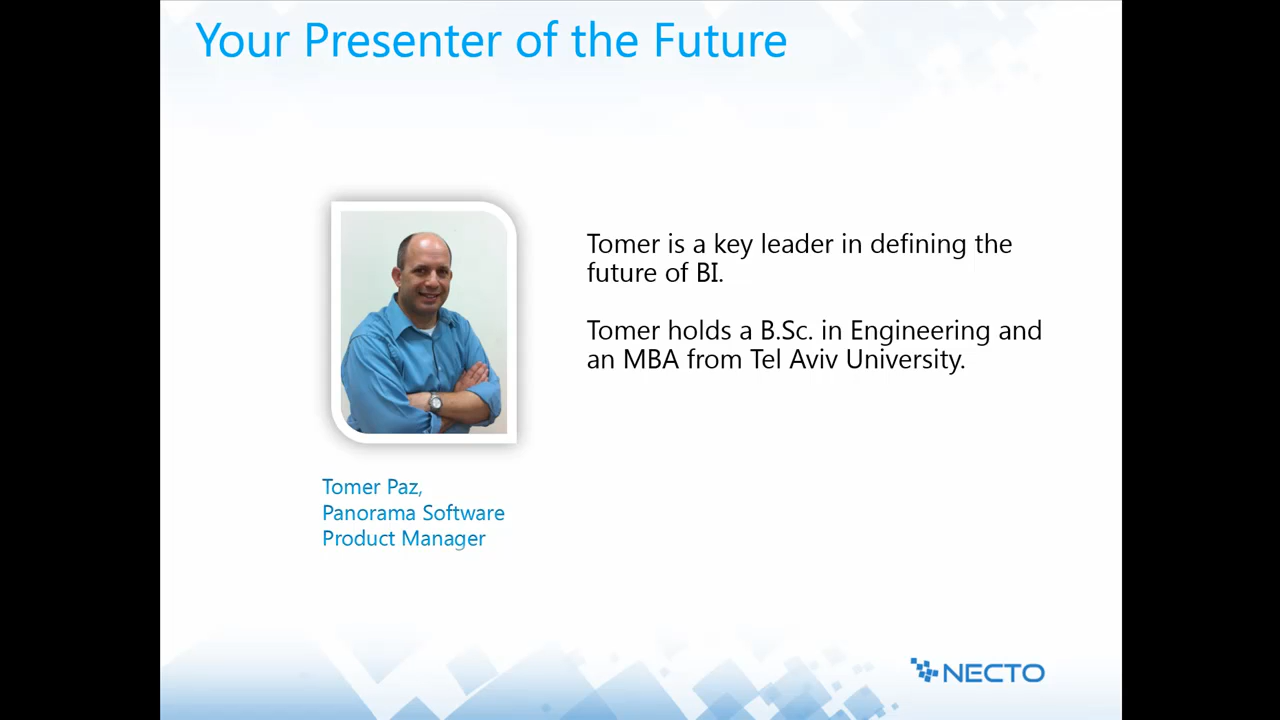 Your Presenter of the Future
Tomer is a key leader in defining the
future of BI.
Tomer holds a B.Sc. in Engineering and
an MBA from Tel Aviv University.
Tomer Paz,
Panorama Software
Product Manager
NECTO